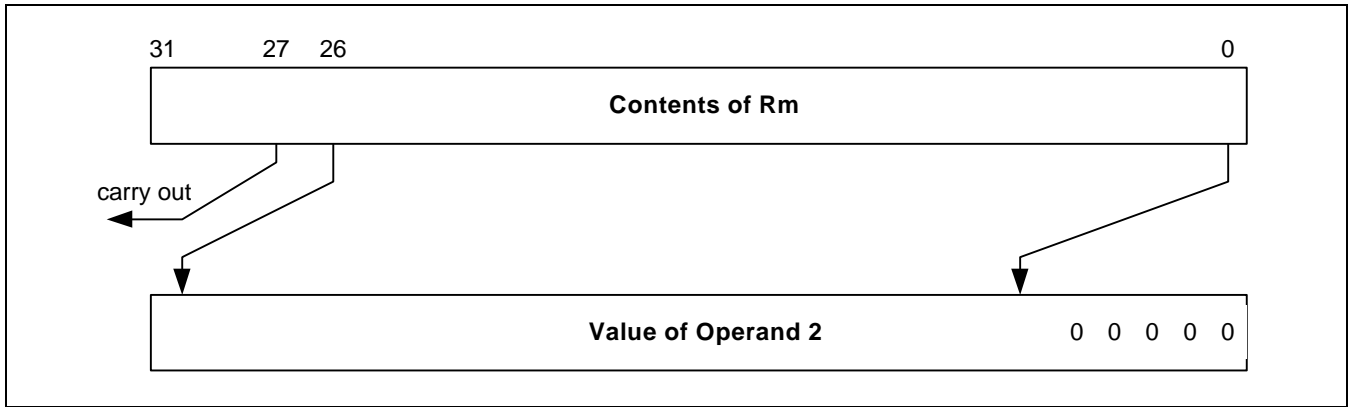 31 27 26 0
Contents of Rm
carry out
Value of Operand 2 0 0 0 0 0